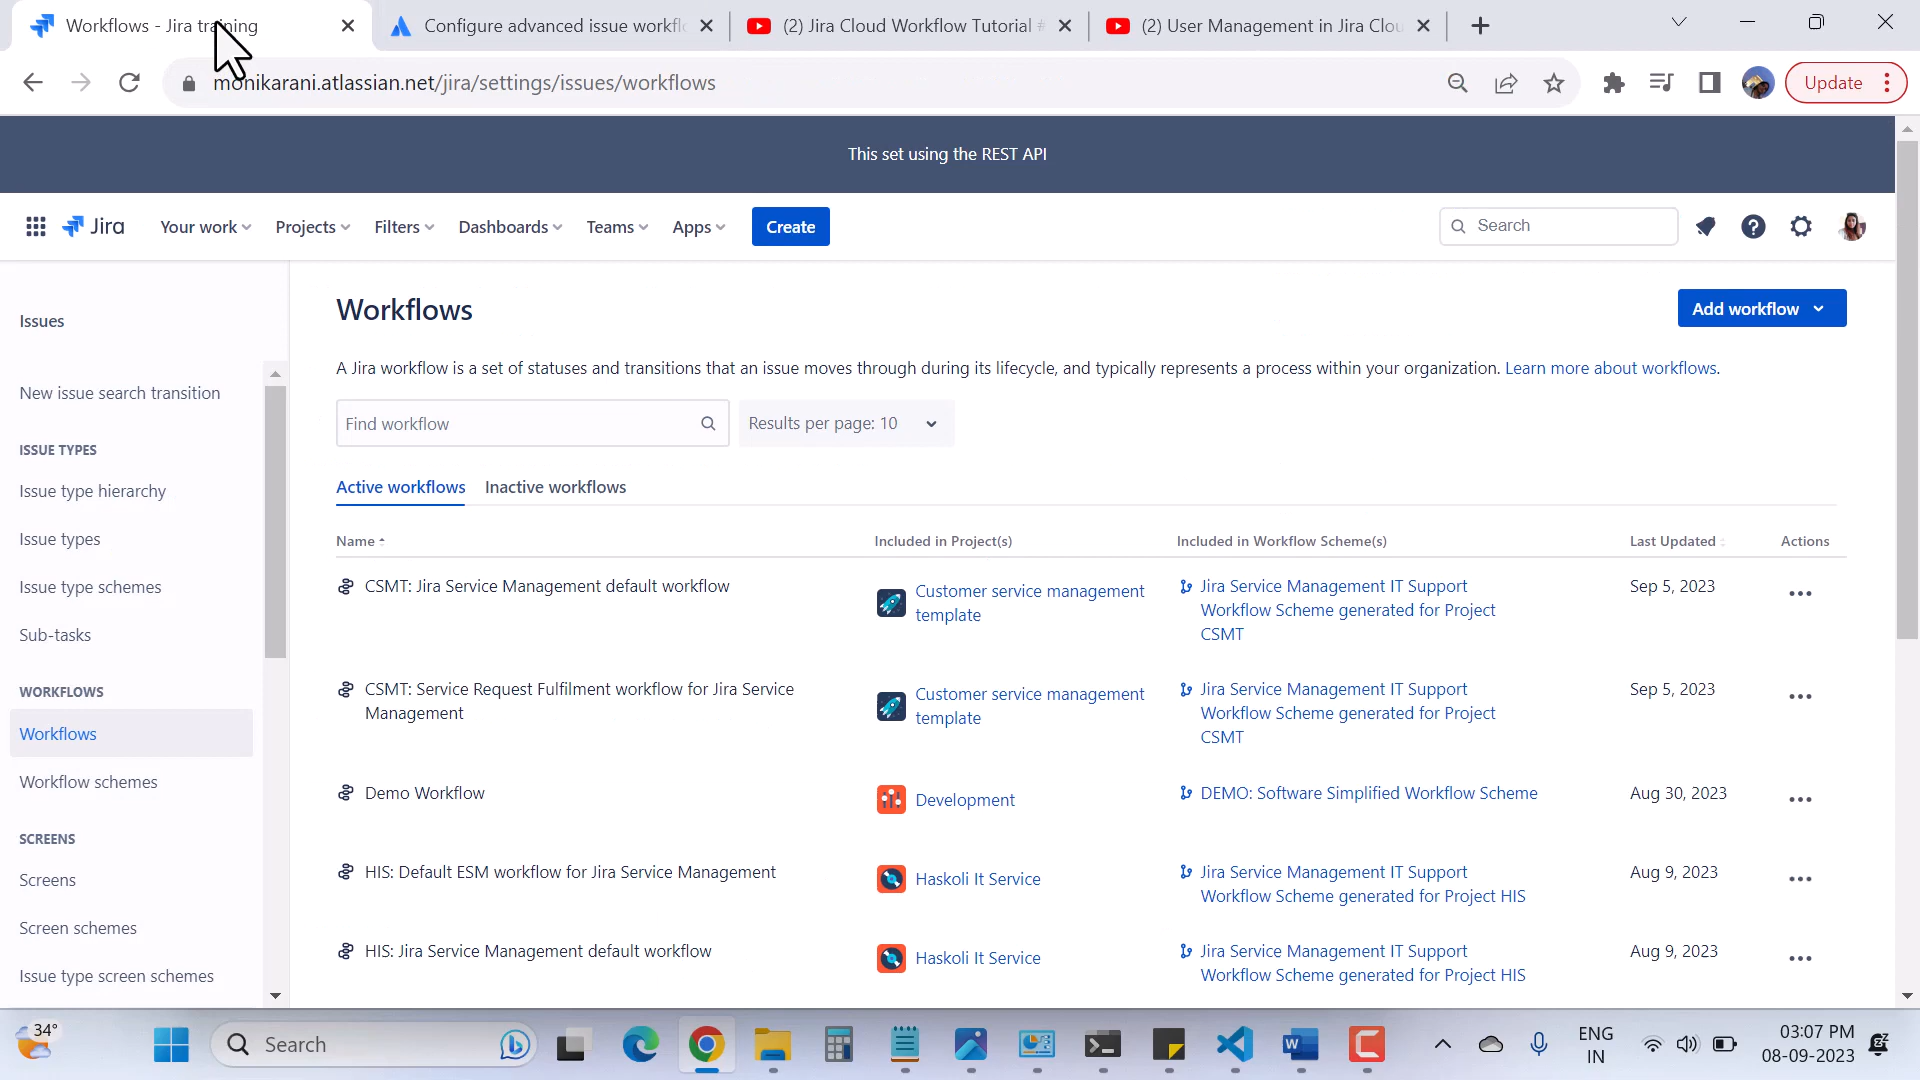 Workflows - Jira training
Configure advanced issue workfl
(2) Jira Cloud Workflow Tutorial #
(2) User Management in Jira Clou
monikarani.atlassian.net/jira/settings/issues/workflows
Update
This set using the REST API
Jira
Your work
Projects
Filters
Dashboards
Teams
Apps
Create
Search
Issues
New issue search transition
ISSUE TYPES
Issue type hierarchy
Issue types
Issue type schemes
Sub-tasks
WORKFLOWS
Workflows
Workflow schemes
SCREENS
Screens
Screen schemes
Issue type screen schemes
Workflows
Add workflow
A Jira workflow is a set of statuses and transitions that an issue moves through during its lifecycle, and typically represents a process within your organization. Learn more about workflows.
Find workflow
Results per page: 10
Active workflows
Inactive workflows
Name
Included in Project(s)
Included in Workflow Scheme(s)
Last Updated
Actions
CSMT: Jira Service Management default workflow
Customer service management
template
Jira Service Management IT Support
Workflow Scheme generated for Project
CSMT
Sep 5, 2023
CSMT: Service Request Fulfilment workflow for Jira Service
Management
Customer service management
template
Jira Service Management IT Support
Workflow Scheme generated for Project
CSMT
Sep 5, 2023
Demo Workflow
Development
DEMO: Software Simplified Workflow Scheme
Aug 30, 2023
HIS: Default ESM workflow for Jira Service Management
Haskoli It Service
Jira Service Management IT Support
Workflow Scheme generated for Project HIS
Aug 9, 2023
HIS: Jira Service Management default workflow
Haskoli It Service
Jira Service Management IT Support
Workflow Scheme generated for Project HIS
Aug 9, 2023
34°
Search
ENG
IN
03:07 PM
08-09-2023